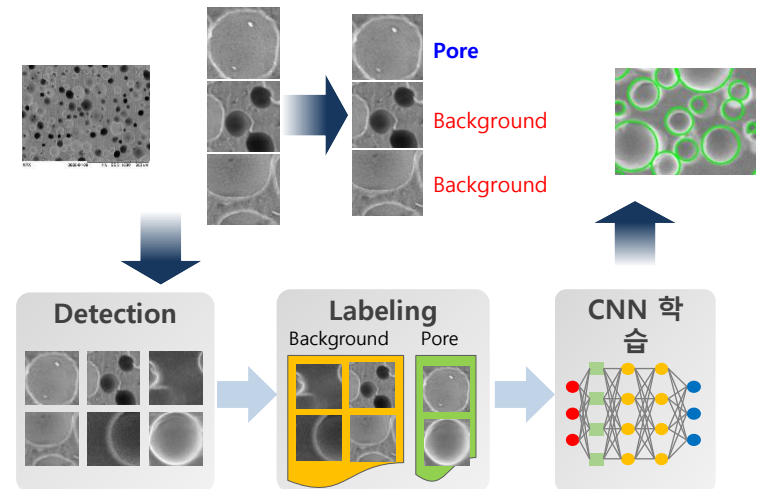 Pore
Background
Background
Detection
Labeling
Background Pore
CNN 학
습